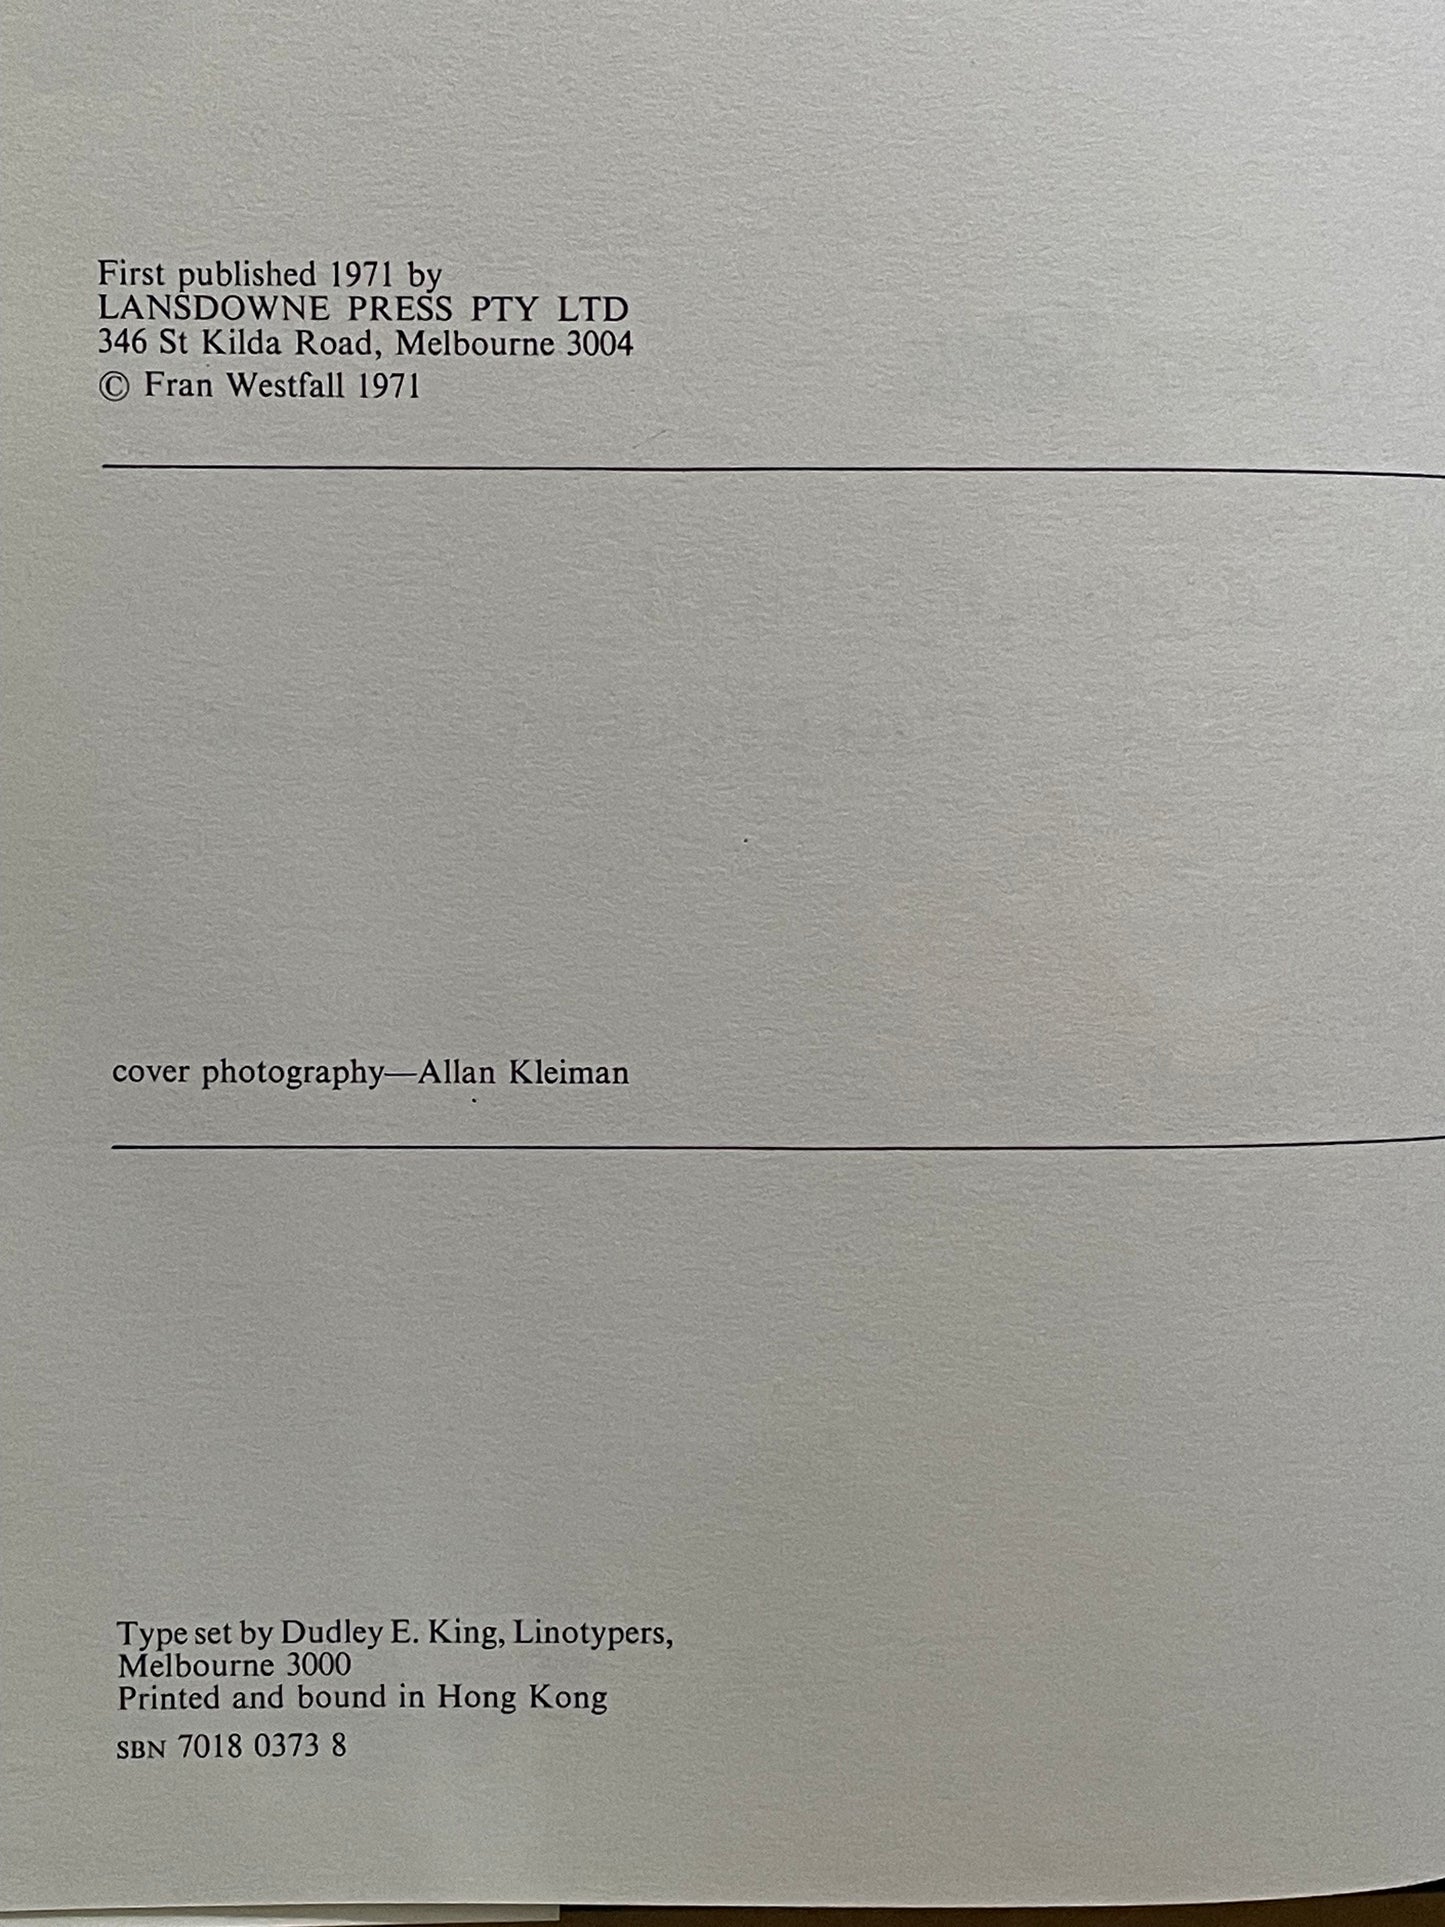 First published 1971 by
LANSDOWNE PRESS PTY LTD
346 St Kilda Road, Melbourne 3004
© Fran Westfall 1971
cover photography—Allan Kleiman
Type set by Dudley E. King, Linotypers,
Melbourne 3000
Printed and bound in Hong Kong
SBN 7018 0373 8